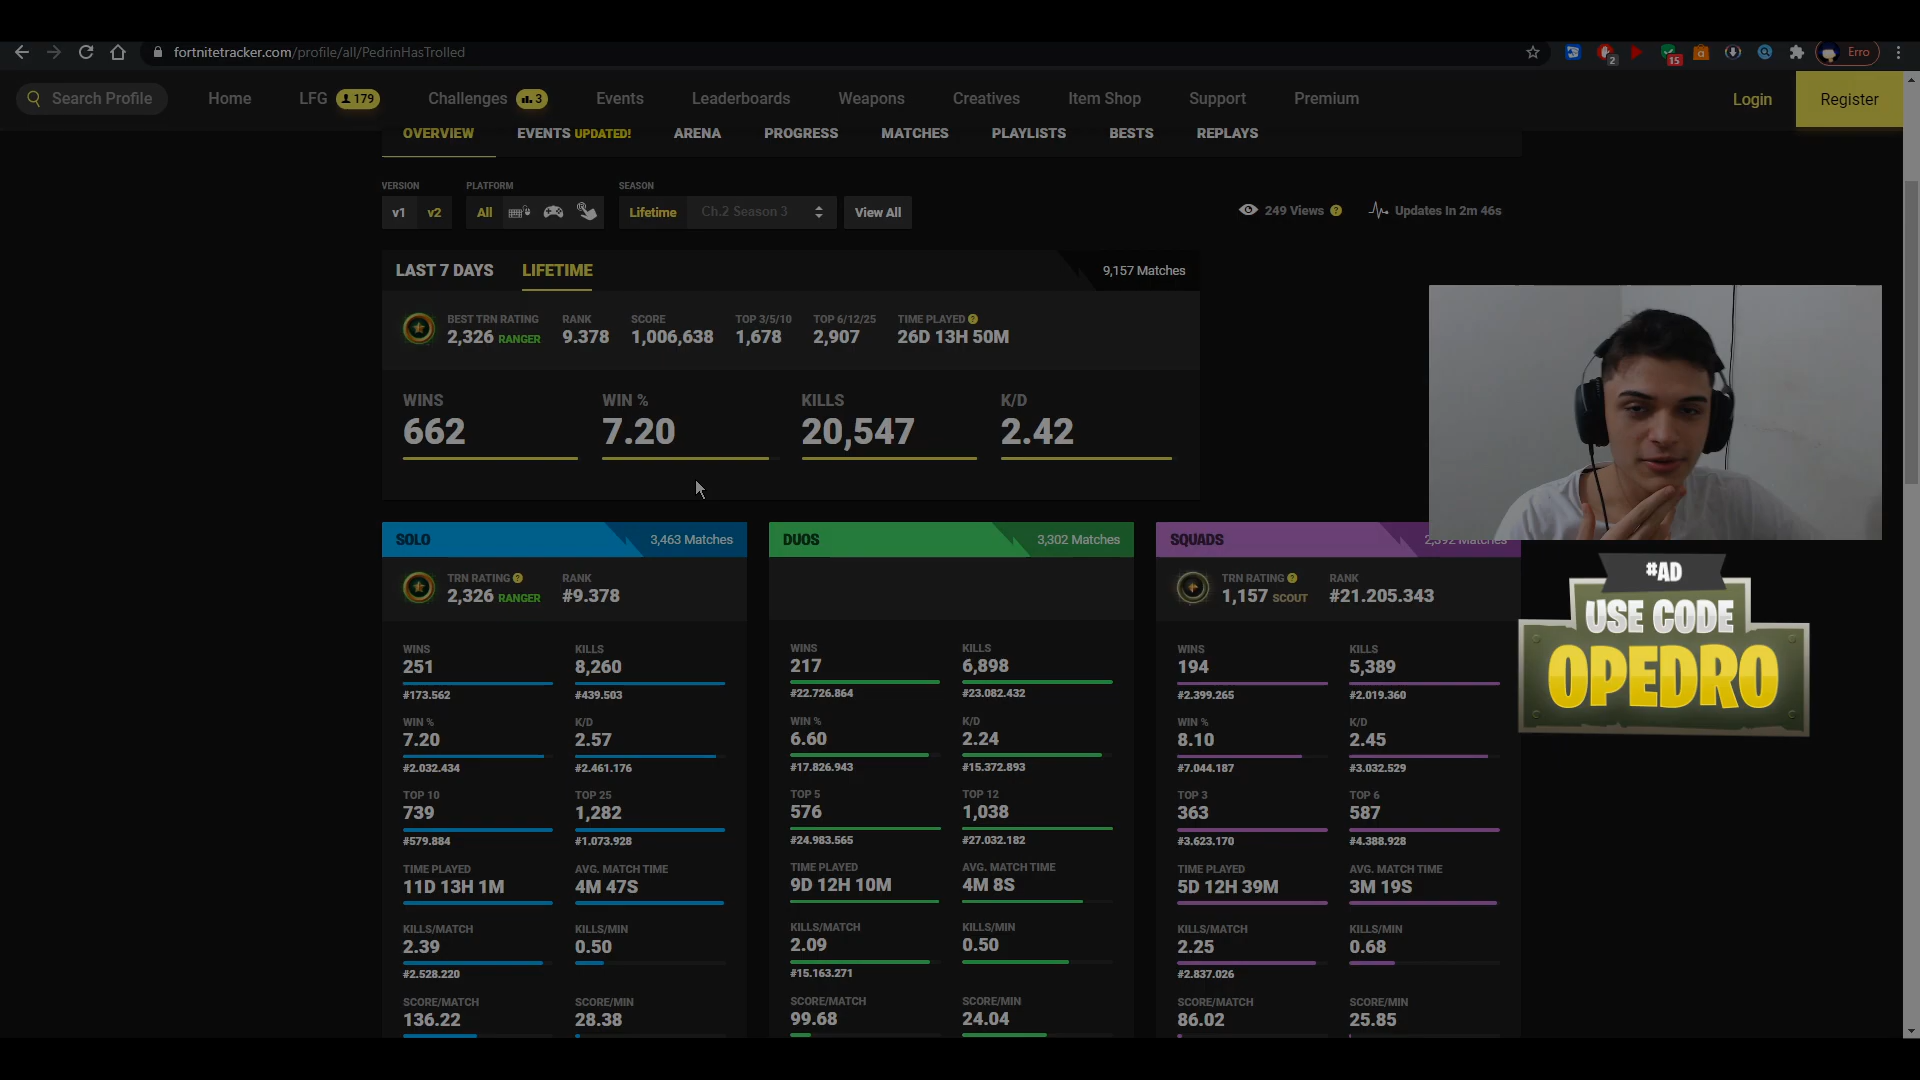 fortnitetracker.com/profile/all/PedrinHasTrolled
2
15
Erro
Search Profile
Home
LFG 179
Challenges 3
Events
Leaderboards
Weapons
Creatives
Item Shop
Support
Premium
Login
Register
OVERVIEW
EVENTS UPDATED!
ARENA
PROGRESS
MATCHES
PLAYLISTS
BESTS
REPLAYS
VERSION
PLATFORM
SEASON
v1 v2
All
Lifetime
Ch.2 Season 3
View All
249 Views ?
Updates In 2m 46s
LAST 7 DAYS
LIFETIME
9,157 Matches
BEST TRN RATING
RANK
SCORE
TOP 3/5/10
TOP 6/12/25
TIME PLAYED ?
2,326 RANGER
9.378
1,006,638
1,678
2,907
26D 13H 50M
WINS
WIN %
KILLS
K/D
662
7.20
20,547
2.42
SOLO
3,463 Matches
TRN RATING ?
RANK
2,326 RANGER
#9.378
WINS
KILLS
251
8,260
#173.562
#439.503
WIN %
K/D
7.20
2.57
#2.032.434
#2.461.176
TOP 10
TOP 25
739
1,282
#579.884
#1.073.928
TIME PLAYED
AVG. MATCH TIME
11D 13H 1M
4M 47S
KILLS/MATCH
KILLS/MIN
2.39
0.50
#2.528.220
SCORE/MATCH
SCORE/MIN
136.22
28.38
DUOS
3,302 Matches
WINS
KILLS
217
6,898
#22.726.864
#23.082.432
WIN %
K/D
6.60
2.24
#17.826.943
#15.372.893
TOP 5
TOP 12
576
1,038
#24.983.565
#27.032.182
TIME PLAYED
AVG. MATCH TIME
9D 12H 10M
4M 8S
KILLS/MATCH
KILLS/MIN
2.09
0.50
#15.163.271
SCORE/MATCH
SCORE/MIN
99.68
24.04
SQUADS
Matches
TRN RATING ?
RANK
1,157 SCOUT
#21.205.343
WINS
KILLS
194
5,389
#2.399.265
#2.019.360
WIN %
K/D
8.10
2.45
#7.044.187
#3.032.529
TOP 3
TOP 6
363
587
#3.623.170
#4.388.928
TIME PLAYED
AVG. MATCH TIME
5D 12H 39M
3M 19S
KILLS/MATCH
KILLS/MIN
2.25
0.68
#2.837.026
SCORE/MATCH
SCORE/MIN
86.02
25.85
#AD
USE CODE
OPEDRO